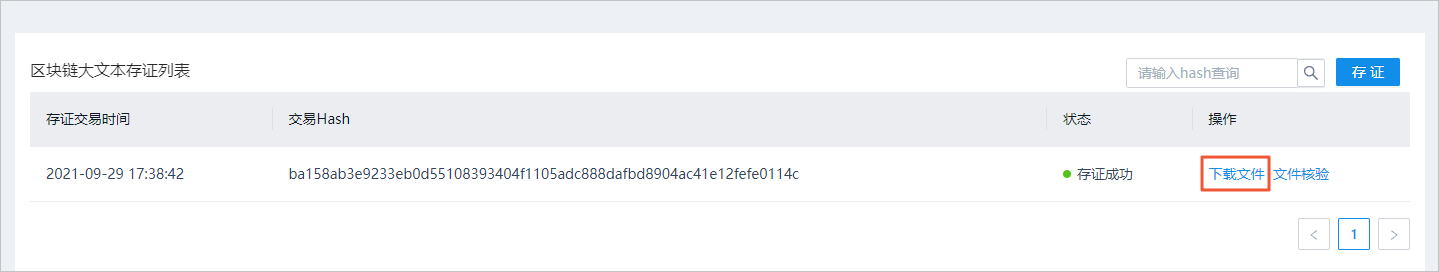 区块链大文本存证列表
请输入hash查询
存 证
存证交易时间 交易Hash 状态 操作
2021-09-29 17:38:42 ba158ab3e9233eb0d55108393404f1105adc888dafbd8904ac41e12fefe0114c 存证成功 下载文件 文件核验
< 1 >